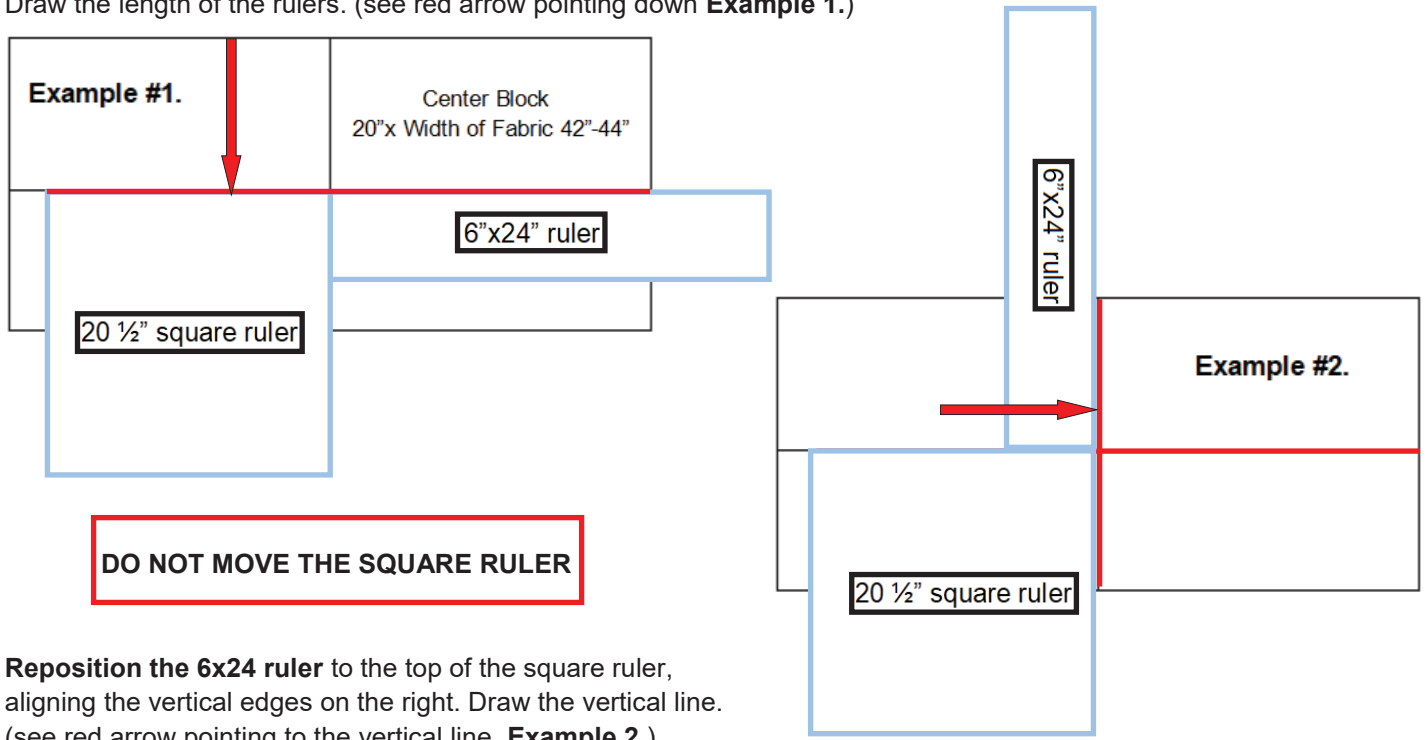 Draw the length of the rulers. (see red arrow pointing down Example 1.)
Example #1.
Center Block
20”x Width of Fabric 42”-44”
6”x24” ruler
20 ½” square ruler
6”x24” ruler
Example #2.
20 ½” square ruler
DO NOT MOVE THE SQUARE RULER
Reposition the 6x24 ruler to the top of the square ruler,
aligning the vertical edges on the right. Draw the vertical line.
(see red arrow pointing to the vertical line, Example 2.)